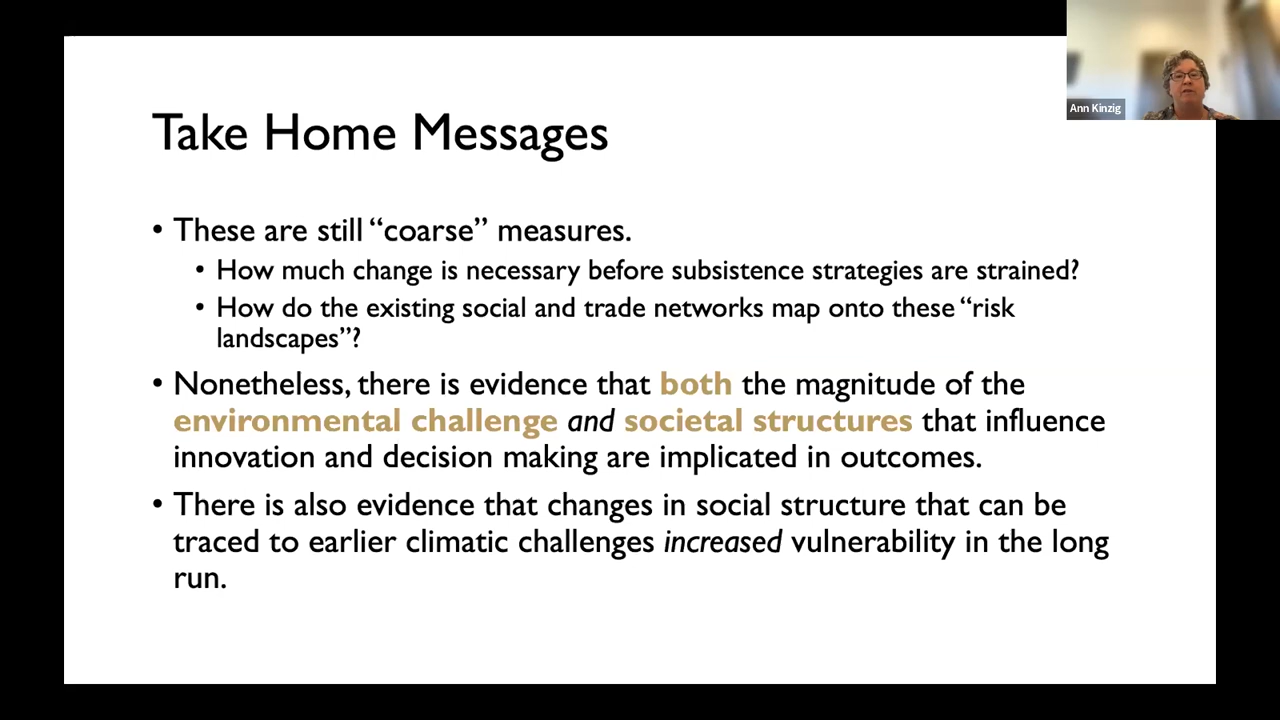 Ann Kinzig
Take Home Messages
• These are still “coarse” measures.
• How much change is necessary before subsistence strategies are strained?
• How do the existing social and trade networks map onto these “risk
landscapes”?
• Nonetheless, there is evidence that both the magnitude of the
environmental challenge and societal structures that influence
innovation and decision making are implicated in outcomes.
• There is also evidence that changes in social structure that can be
traced to earlier climatic challenges increased vulnerability in the long
run.